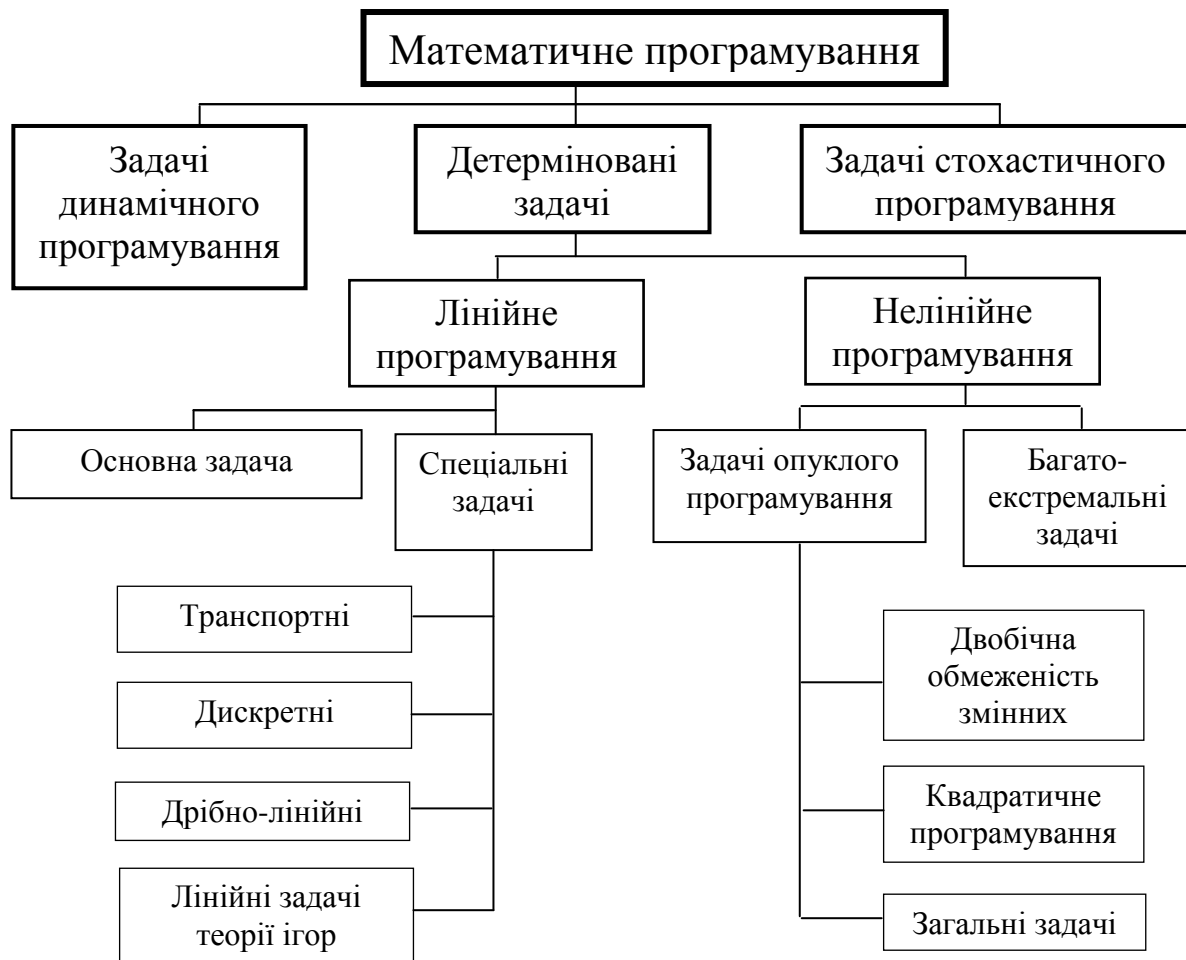 Математичне програмування
Задачі
динамічного
програмування
Детерміновані
задачі
Задачі стохастичного
програмування
Лінійне
програмування
Нелінійне
програмування
Основна задача
Спеціальні
задачі
Задачі опуклого
програмування
Багато-
екстремальні
задачі
Транспортні
Дискретні
Дрібно-лінійні
Лінійні задачі
теорії ігор
Двобічна
обмеженість
змінних
Квадратичне
програмування
Загальні задачі